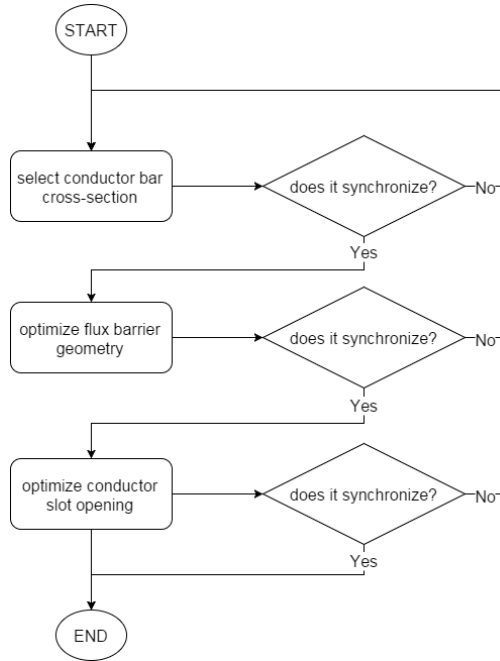 START
select conductor bar
cross-section
does it synchronize?
No
Yes
optimize flux barrier
geometry
does it synchronize?
No
Yes
optimize conductor
slot opening
does it synchronize?
No
Yes
END